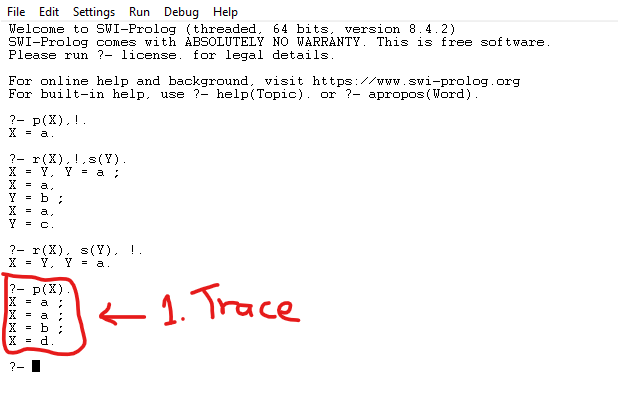 File Edit Settings Run Debug Help
Welcome to SWI-Prolog (threaded, 64 bits, version 8.4.2)
SWI-Prolog comes with ABSOLUTELY NO WARRANTY. This is free software.
Please run ?- license. for legal details.
For online help and background, visit https://www.swi-prolog.org
For built-in help, use ?- help(Topic). or ?- apropos(Word).
?- p(X),!.
X = a.
?- r(X),!,s(Y).
X = Y, Y = a ;
X = a,
Y = b ;
X = a,
Y = c.
?- r(X), s(Y), !.
X = Y, Y = a.
?- p(X).
X = a ;
X = a ;
X = b ;
X = d.
← 1. Trace
?-